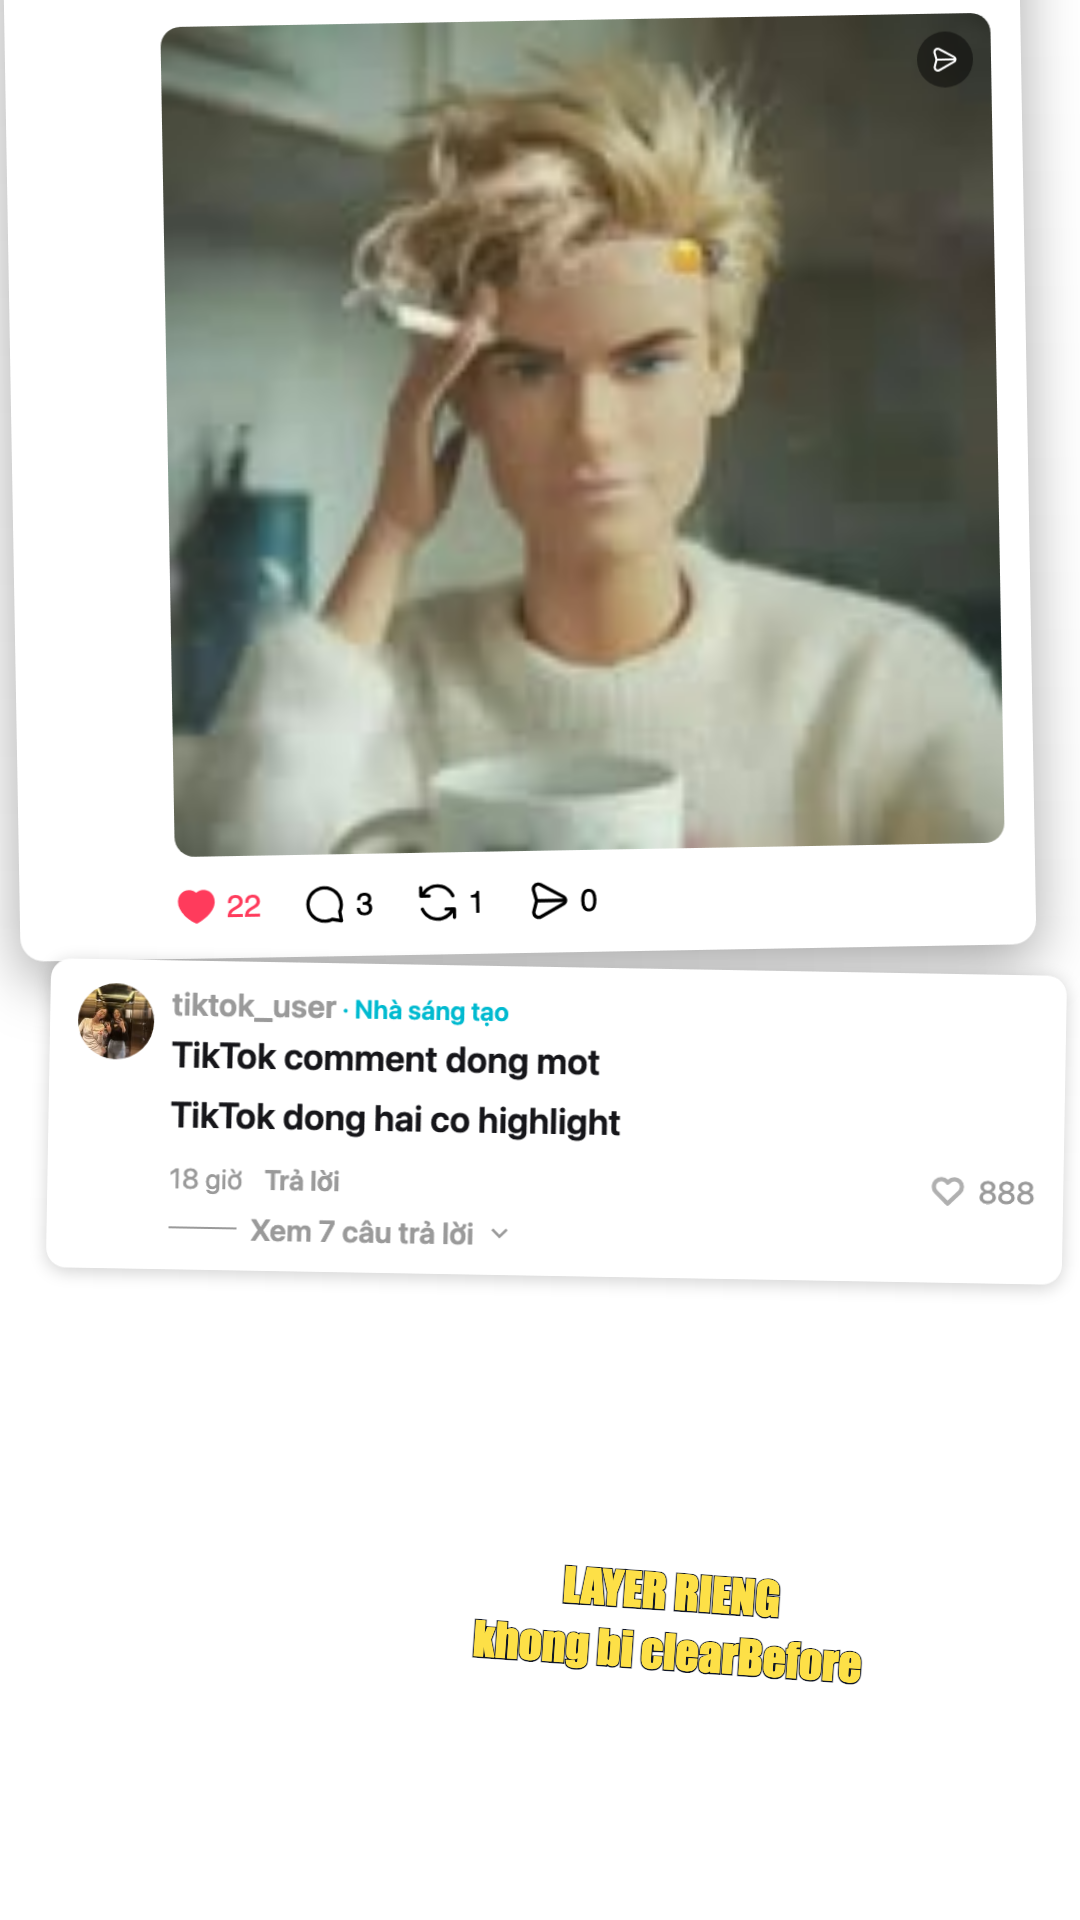 22 3 1 0
tiktok_user · Nhà sáng tạo
TikTok comment dong mot
TikTok dong hai co highlight
18 giờ Trả lời 888
Xem 7 câu trả lời
LAYER RIENG
khong bi clearBefore